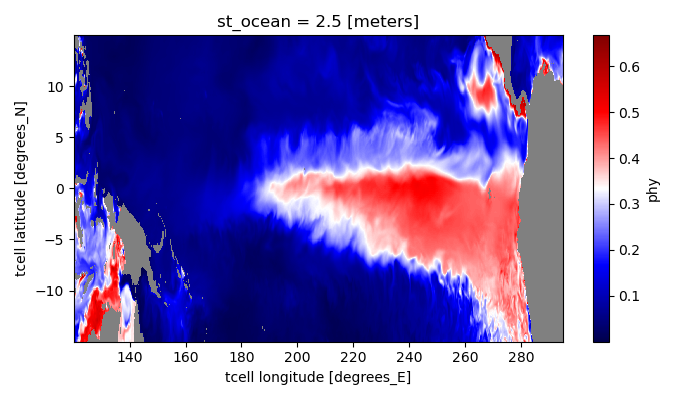 st_ocean = 2.5 [meters]
10
5
0
−5
−10
tcell latitude [degrees_N]
140 160 180 200 220 240 260 280
tcell longitude [degrees_E]
0.6
0.5
0.4
0.3
0.2
0.1
phy